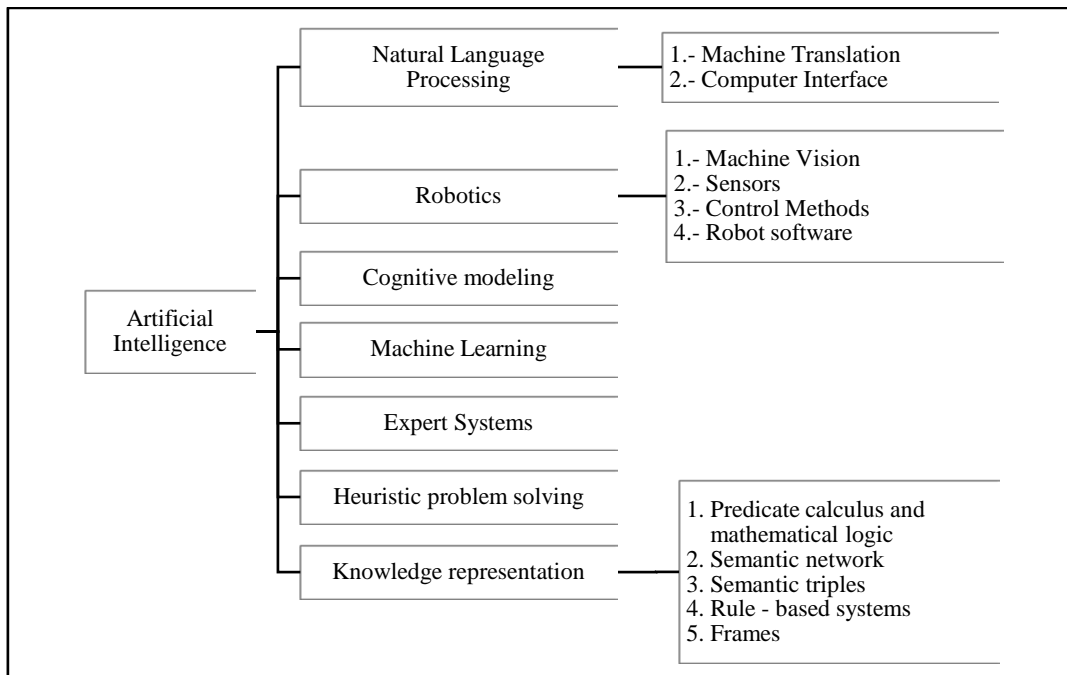 Natural Language
Processing
1.- Machine Translation
2.- Computer Interface
Robotics
1.- Machine Vision
2.- Sensors
3.- Control Methods
4.- Robot software
Cognitive modeling
Artificial
Intelligence
Machine Learning
Expert Systems
Heuristic problem solving
Knowledge representation
1. Predicate calculus and
mathematical logic
2. Semantic network
3. Semantic triples
4. Rule - based systems
5. Frames